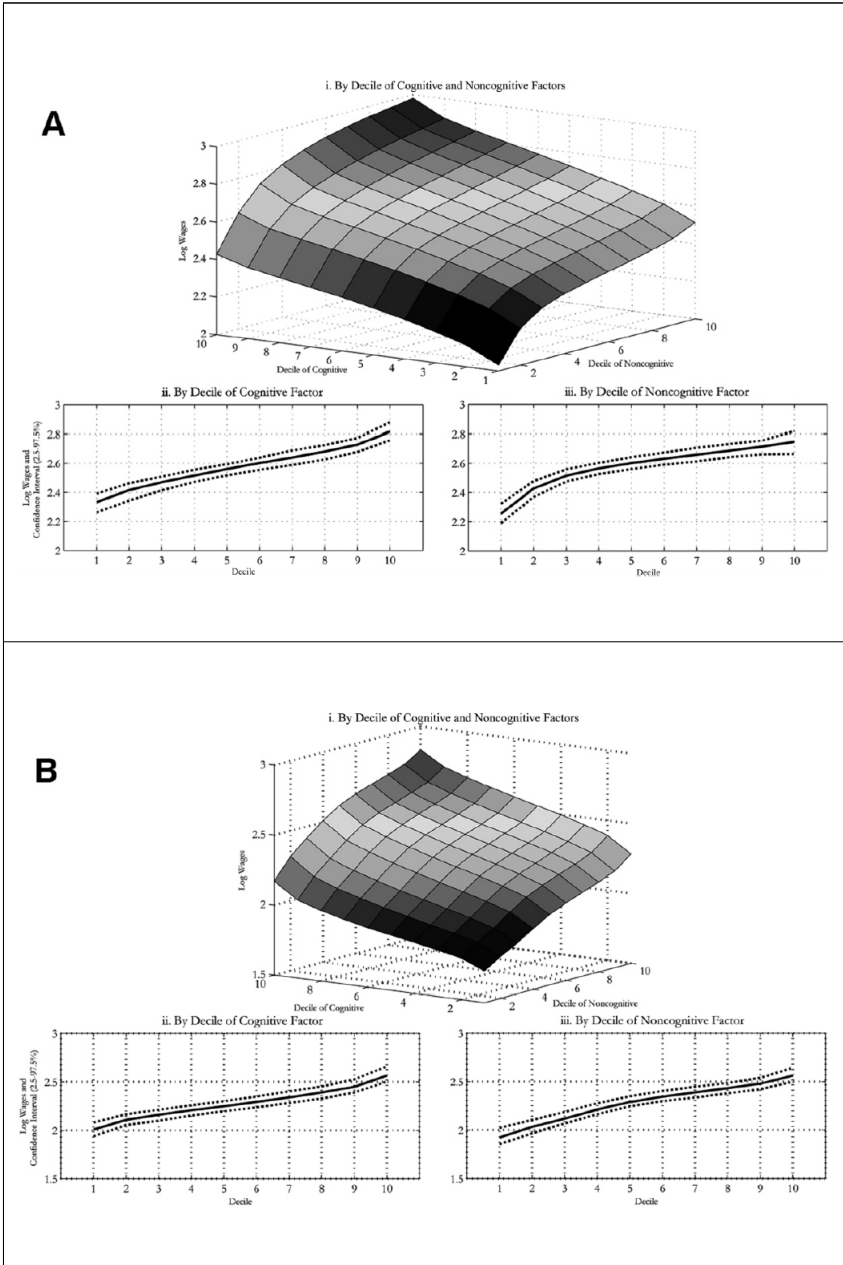 i. By Decile of Cognitive and Noncognitive Factors
A
3
2.8
2.6
2.4
2.2
2
Log Wages
10 9 8 7 6 5 4 3 2 1
Decile of Cognitive
2 4 6 8 10
Decile of Noncognitive
ii. By Decile of Cognitive Factor
3
2.8
2.6
2.4
2.2
2
Log Wages and
Confidence Interval (2.5-97.5%)
1 2 3 4 5 6 7 8 9 10
Decile
iii. By Decile of Noncognitive Factor
3
2.8
2.6
2.4
2.2
2
1 2 3 4 5 6 7 8 9 10
Decile
i. By Decile of Cognitive and Noncognitive Factors
B
3
2.5
2
1.5
Log Wages
10 8 6 4 2
Decile of Cognitive
2 4 6 8 10
Decile of Noncognitive
ii. By Decile of Cognitive Factor
3
2.5
2
1.5
Log Wages and
Confidence Interval (2.5-97.5%)
1 2 3 4 5 6 7 8 9 10
Decile
iii. By Decile of Noncognitive Factor
3
2.5
2
1.5
1 2 3 4 5 6 7 8 9 10
Decile